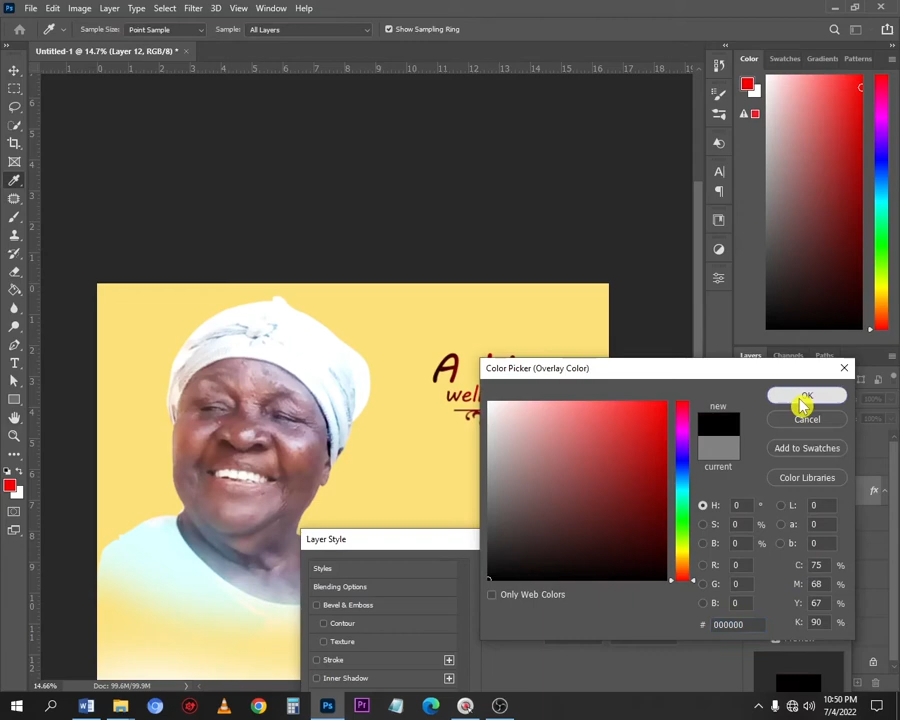 File Edit Image Layer Type Select Filter 3D View Window Help
Sample Size: Point Sample Sample: All Layers Show Sampling Ring
Untitled-1 @ 14.7% (Layer 12, RGB/8) *
Color Swatches Gradients Patterns
A
well
Layers Channels Paths
Color Picker (Overlay Color)
new
current
OK
Cancel
Add to Swatches
Color Libraries
H: 0 ° L: 0
S: 0 % a: 0
B: 0 % b: 0
R: 0 C: 75 %
G: 0 M: 68 %
B: 0 Y: 67 %
# 000000 K: 90 %
Only Web Colors
Layer Style
Styles
Blending Options
Bevel & Emboss
Contour
Texture
Stroke
Inner Shadow
fx
14.66% Doc: 99.6M/99.9M
10:50 PM
7/4/2022